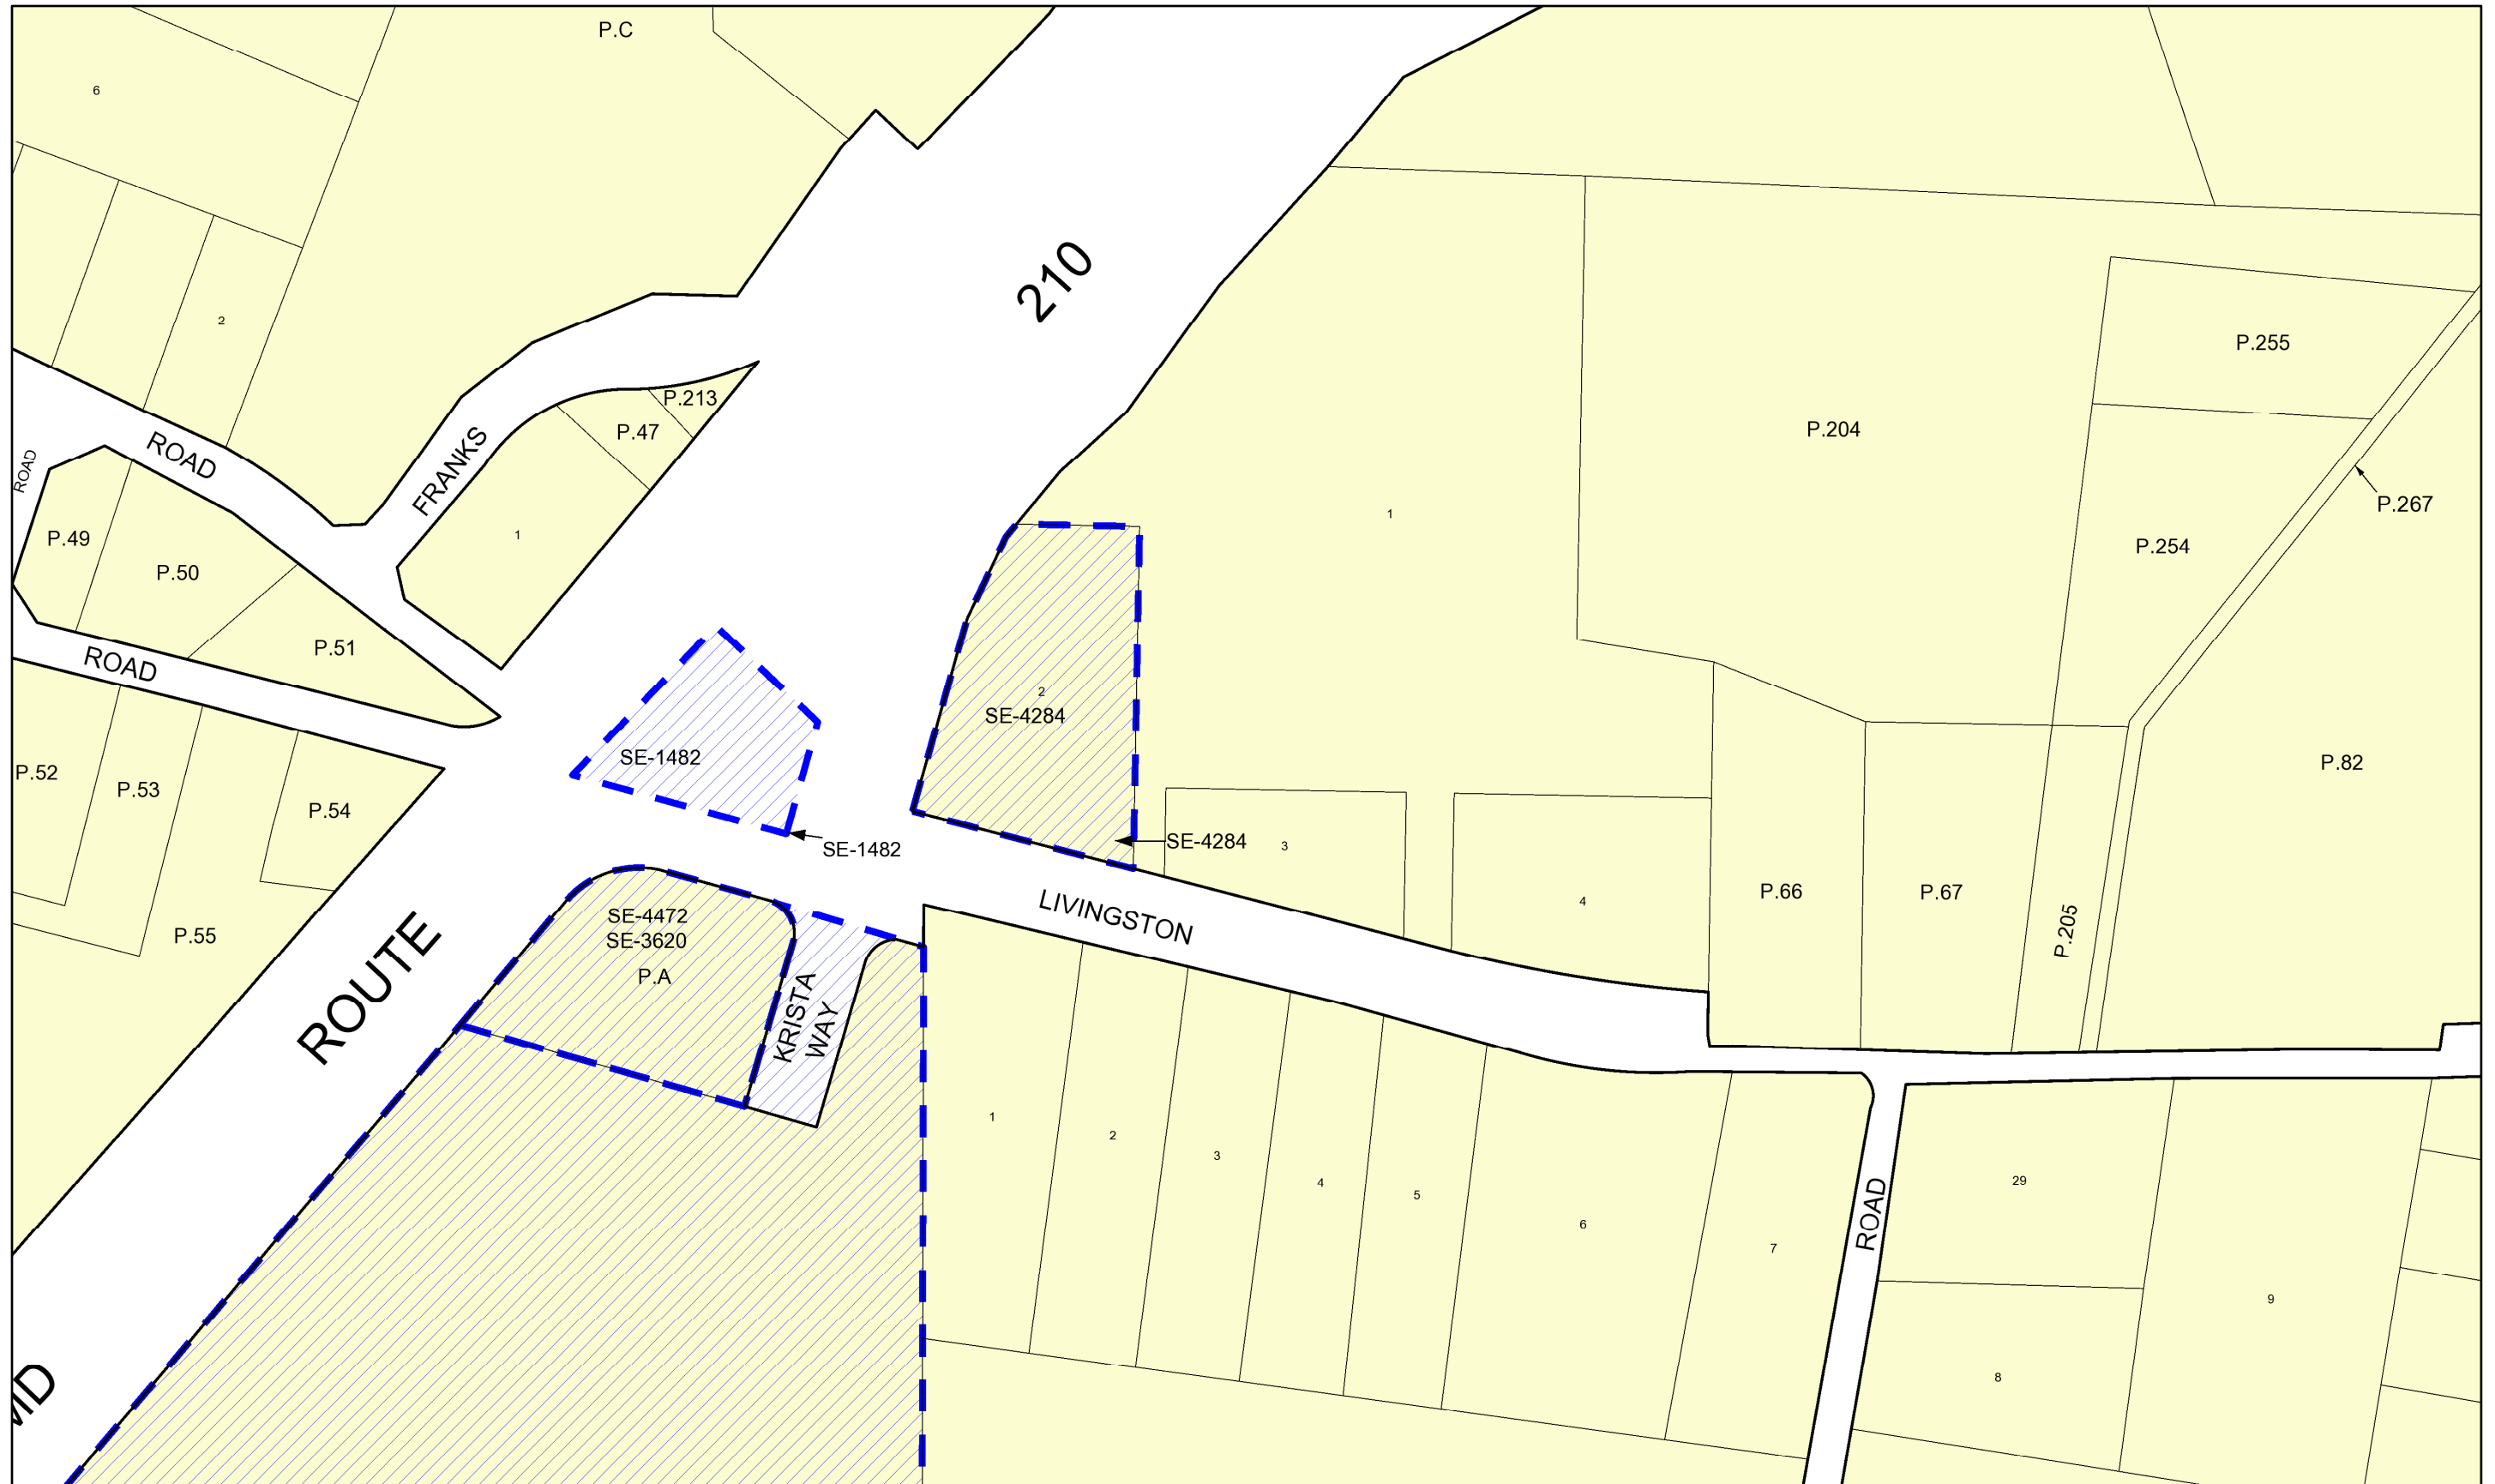 P.C
6
210
2
P.255
P.213
P.47
P.204
ROAD
FRANKS
ROAD
P.267
1
1
P.49
P.254
P.50
P.51
ROAD
2
SE-4284
SE-1482
P.82
P.52
P.53
P.54
SE-1482
SE-4284
3
P.66
P.67
4
LIVINGSTON
SE-4472
SE-3620
P.A
P.55
P.205
ROUTE
KRISTA
WAY
1
2
3
4
5
29
6
ROAD
7
9
8
MD